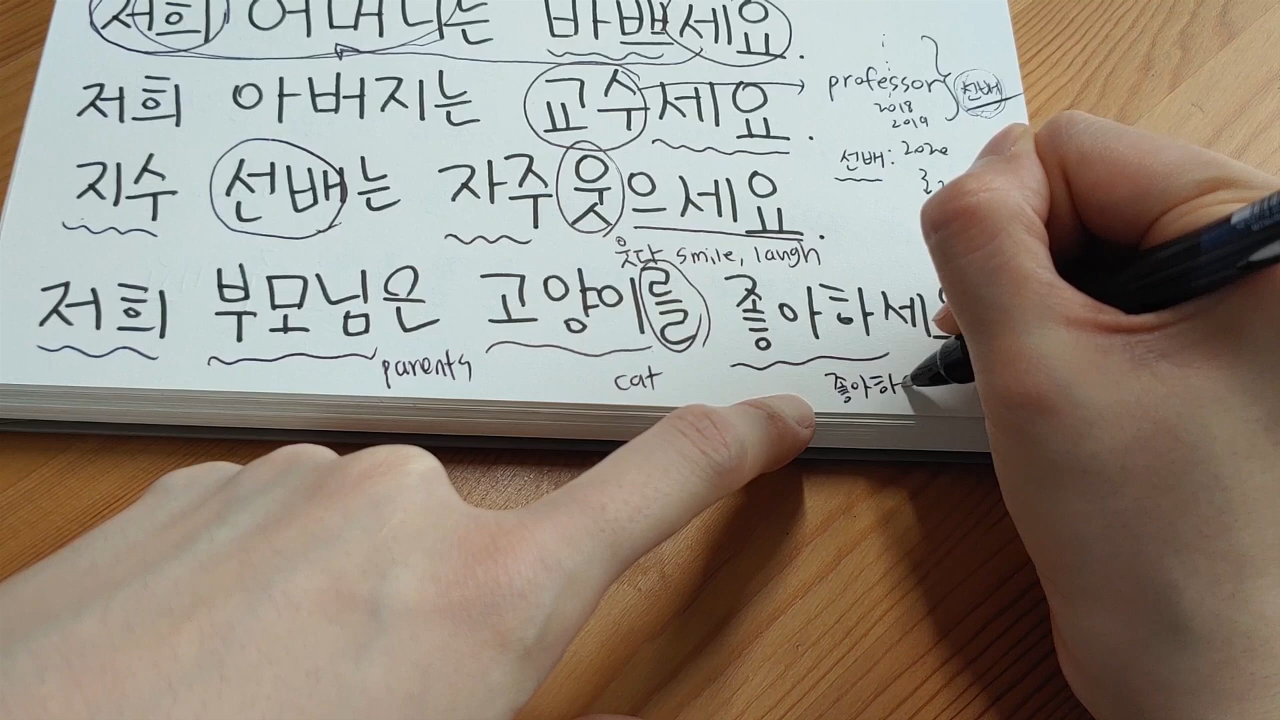 저희 어머니는 바쁘세요.
저희 아버지는 교수세요.
professor
2018
2019
선배
지수 선배는 자주 웃으세요.
선배: 2020
웃다 smile, laugh
저희 부모님은 고양이를 좋아하세
parents
cat
좋아하